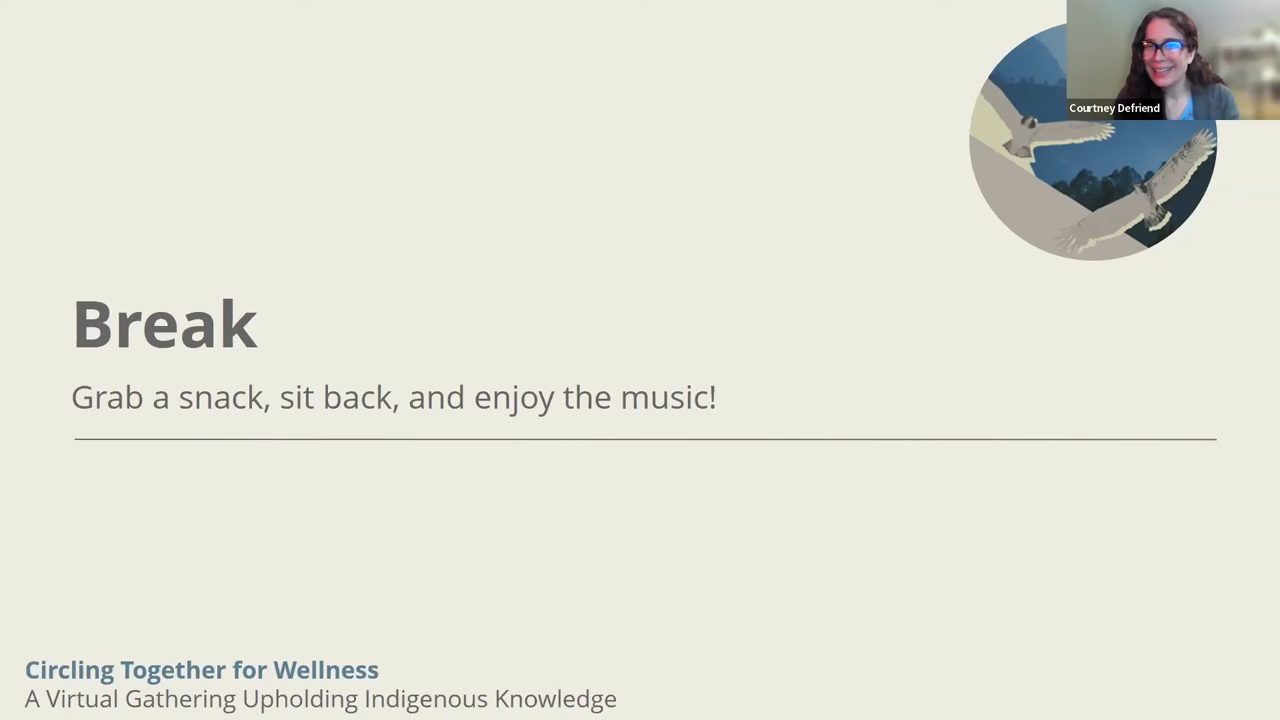 Courtney Defriend
Break
Grab a snack, sit back, and enjoy the music!
Circling Together for Wellness
A Virtual Gathering Upholding Indigenous Knowledge